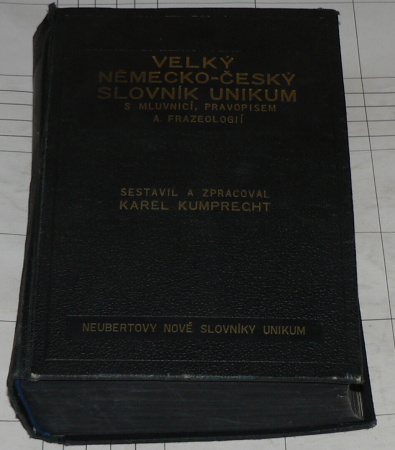 VELKÝ
NĚMECKO-ČESKÝ
SLOVNÍK UNIKUM
S MLUVNICÍ, PRAVOPISEM
A. FRAZEOLOGIÍ
SESTAVIL A ZPRACOVAL
KAREL KUMPRECHT
NEUBERTOVY NOVÉ SLOVNÍKY UNIKUM